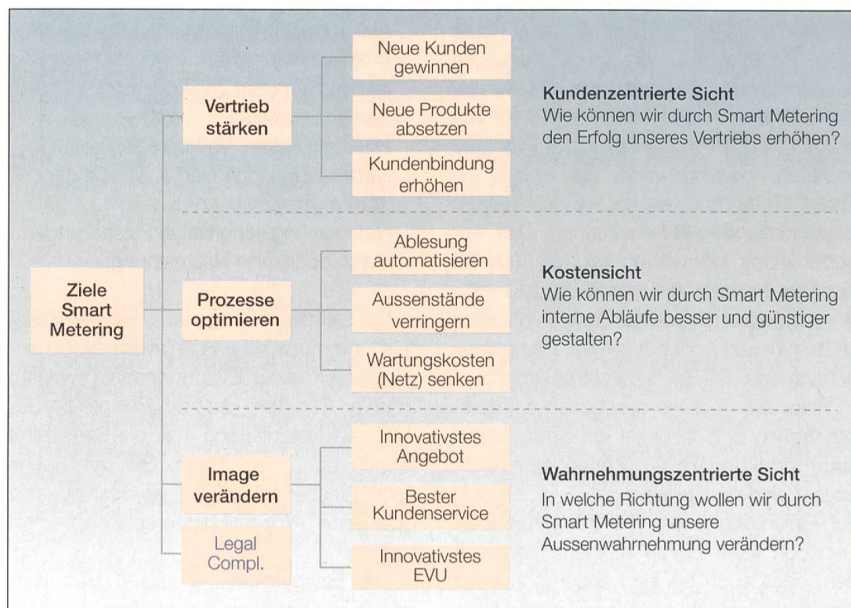 Ziele
Smart
Metering
Vertrieb
stärken
Neue Kunden
gewinnen
Neue Produkte
absetzen
Kundenbindung
erhöhen
Kundenzentrierte Sicht
Wie können wir durch Smart Metering
den Erfolg unseres Vertriebs erhöhen?
Prozesse
optimieren
Ablesung
automatisieren
Aussenstände
verringern
Wartungskosten
(Netz) senken
Kostensicht
Wie können wir durch Smart Metering
interne Abläufe besser und günstiger
gestalten?
Image
verändern
Legal
Compl.
Innovativstes
Angebot
Bester
Kundenservice
Innovativstes
EVU
Wahrnehmungszentrierte Sicht
In welche Richtung wollen wir durch
Smart Metering unsere
Aussenwahrnehmung verändern?